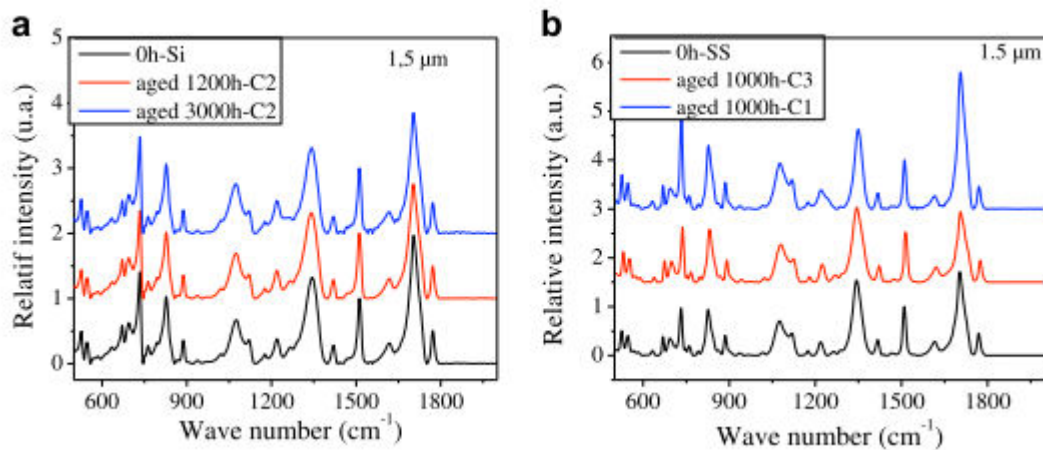 a
5
0h-Si
1,5 µm
aged 1200h-C2
4
aged 3000h-C2
3
2
1
0
Relatif intensity (u.a.)
600 900 1200 1500 1800
Wave number (cm-1)
b
0h-SS
1.5 µm
6
aged 1000h-C3
5
aged 1000h-C1
4
3
2
1
0
Relative intensity (a.u.)
600 900 1200 1500 1800
Wave number (cm-1)